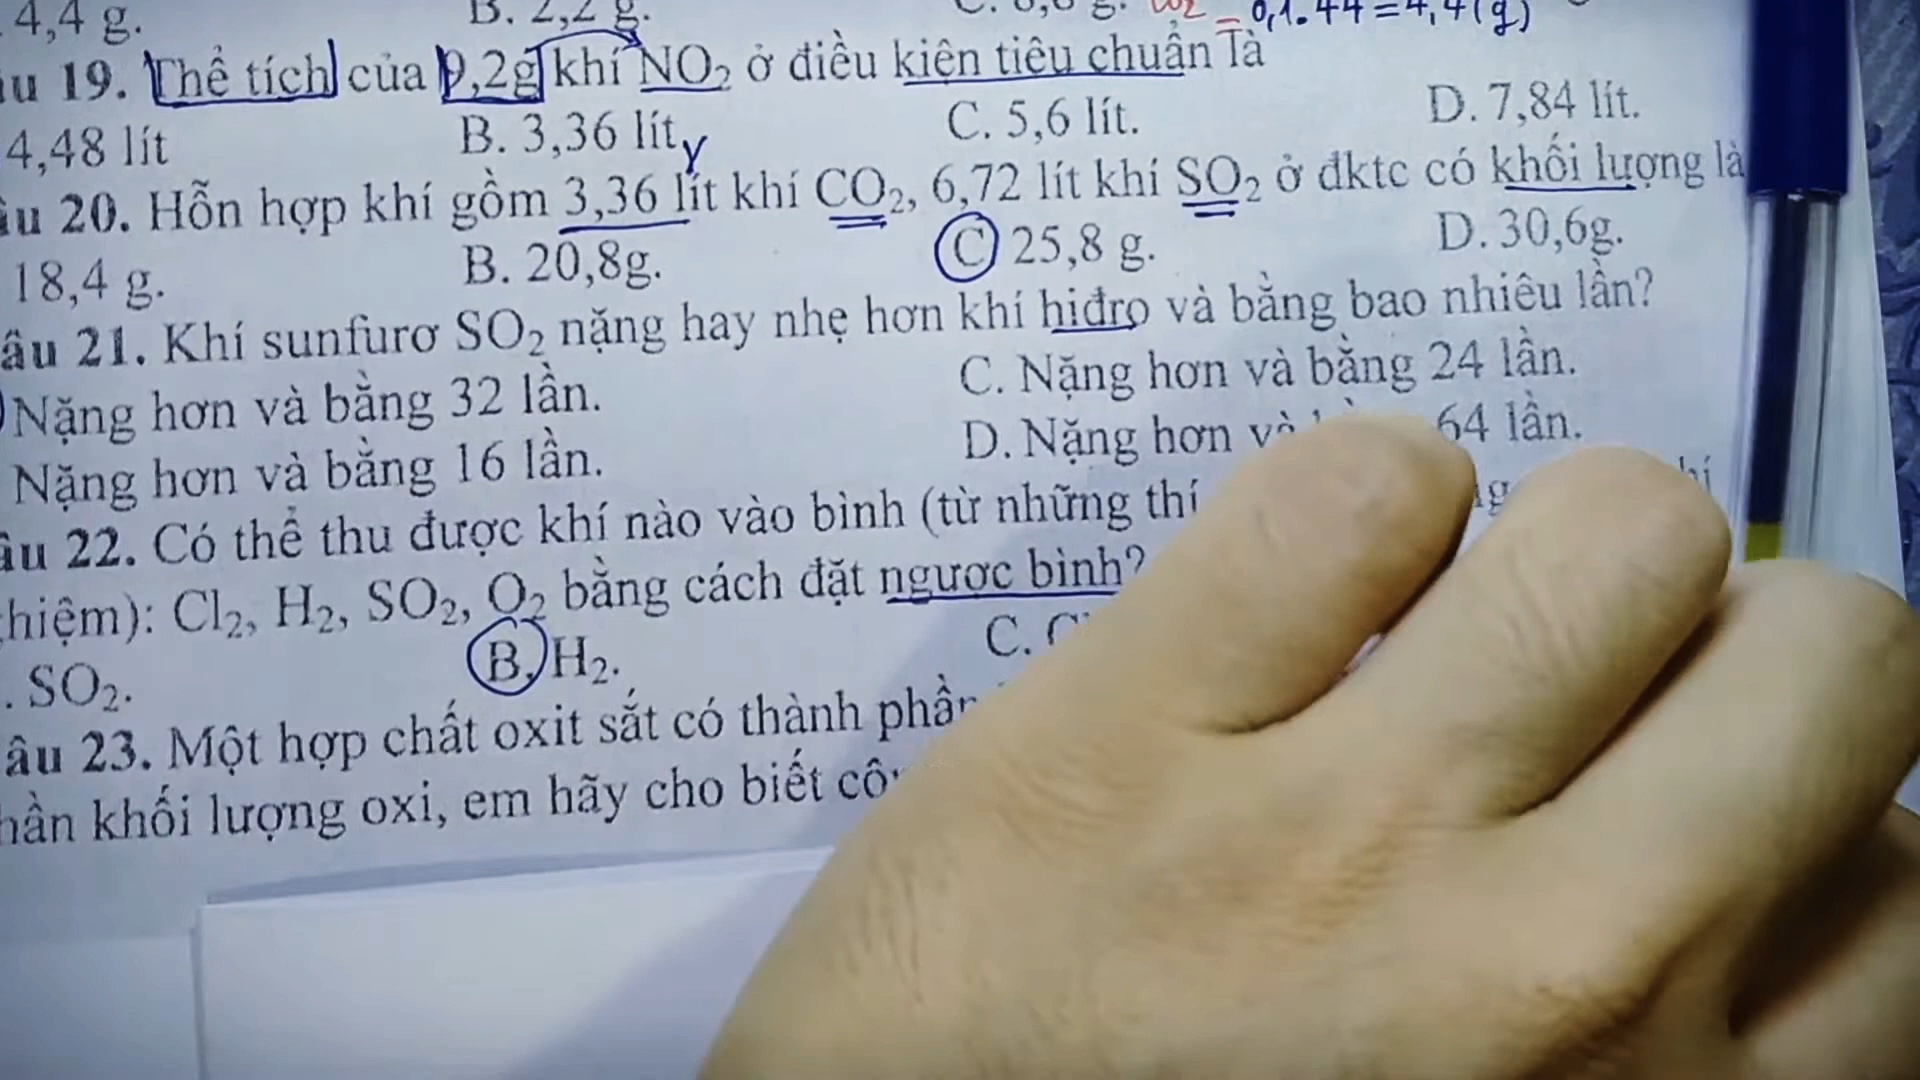 4,4 g. B. 2,2 g. = 0,1.44 = 4,4 (g)
19. Thể tích của 9,2g khí NO₂ ở điều kiện tiêu chuẩn là
4,48 lít B. 3,36 lít C. 5,6 lít. D. 7,84 lít.
20. Hỗn hợp khí gồm 3,36 lít khí CO₂, 6,72 lít khí SO₂ ở đktc có khối lượng là
18,4 g. B. 20,8g. C 25,8 g. D. 30,6g.
âu 21. Khí sunfurơ SO₂ nặng hay nhẹ hơn khí hiđro và bằng bao nhiêu lần?
Nặng hơn và bằng 32 lần. C. Nặng hơn và bằng 24 lần.
Nặng hơn và bằng 16 lần. D. Nặng hơn và 64 lần.
âu 22. Có thể thu được khí nào vào bình (từ những thí
hiệm): Cl₂, H₂, SO₂, O₂ bằng cách đặt ngược bình?
. SO₂. B. H₂. C.
âu 23. Một hợp chất oxit sắt có thành phần
hần khối lượng oxi, em hãy cho biết